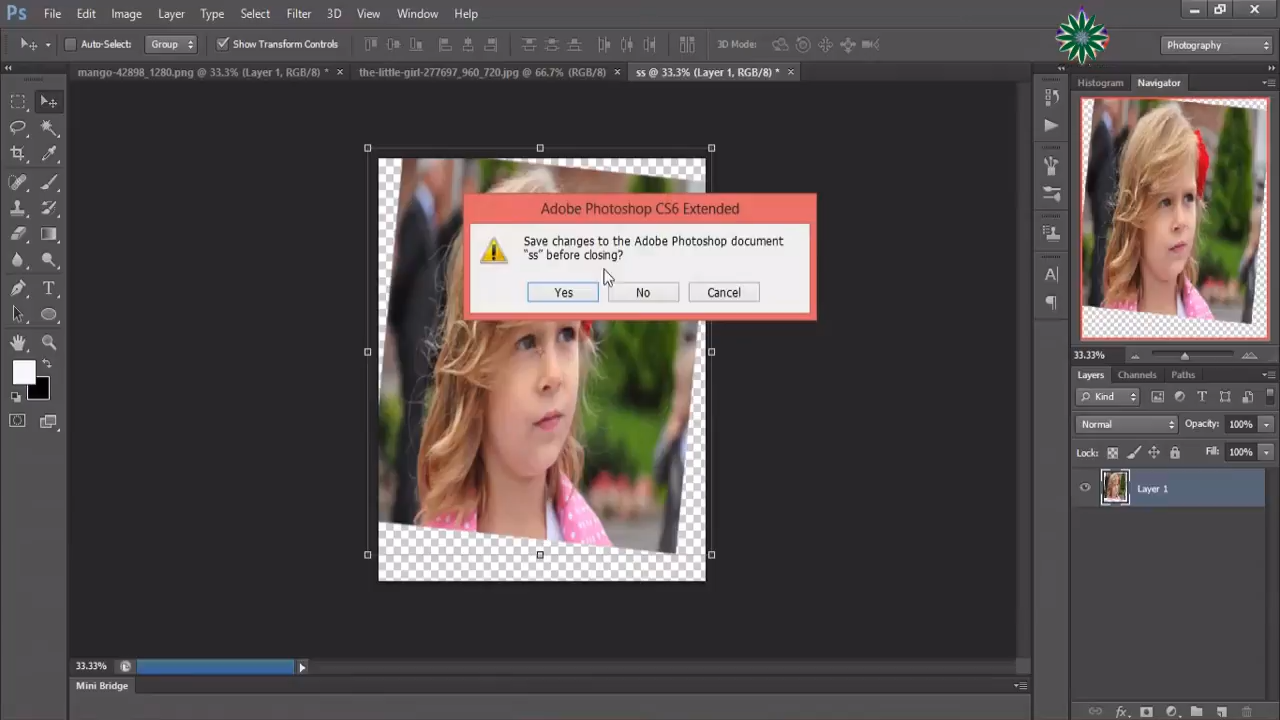 Ps File Edit Image Layer Type Select Filter 3D View Window Help
Auto-Select: Group Show Transform Controls 3D Mode: Photography
mango-42898_1280.png @ 33.3% (Layer 1, RGB/8) * × the-little-girl-277697_960_720.jpg @ 66.7% (RGB/8) × ss @ 33.3% (Layer 1, RGB/8) * ×
Histogram Navigator
Adobe Photoshop CS6 Extended
Save changes to the Adobe Photoshop document
“ss” before closing?
Yes No Cancel
33.33%
Layers Channels Paths
Kind
Normal Opacity: 100%
Lock: Fill: 100%
Layer 1
33.33%
Mini Bridge